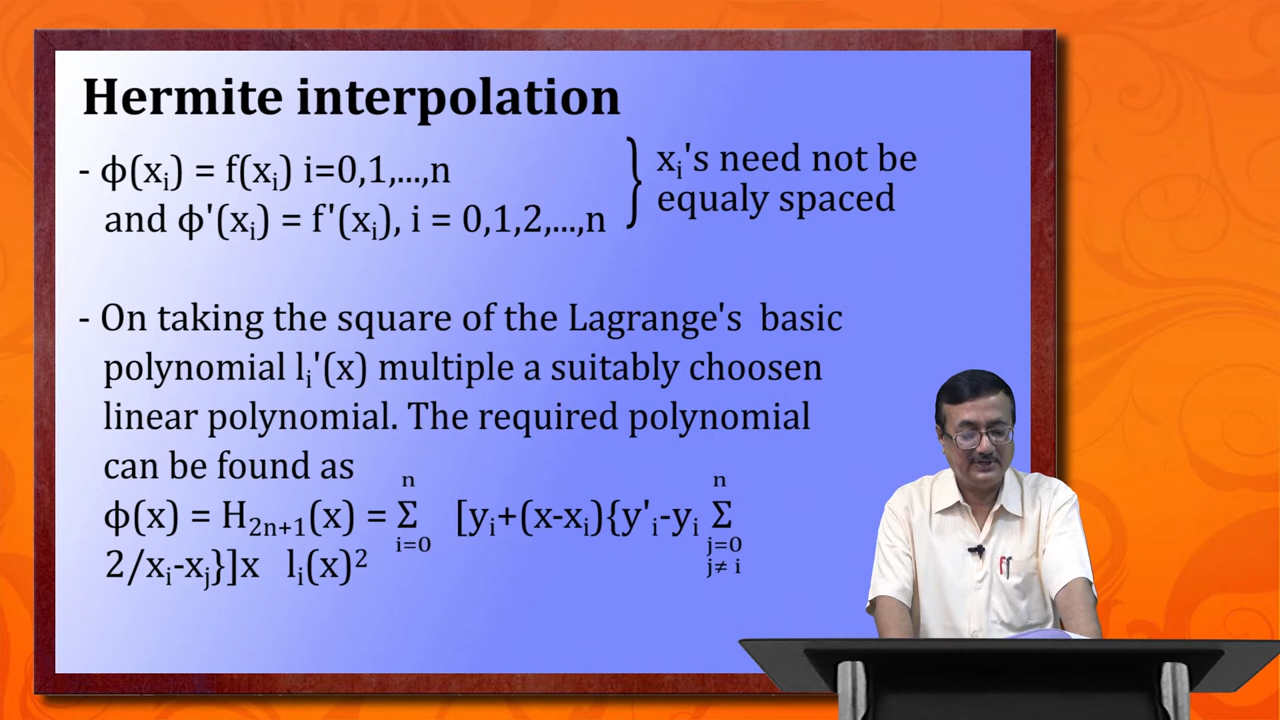 Hermite interpolation
- ϕ(xᵢ) = f(xᵢ) i=0,1,...,n
and ϕ'(xᵢ) = f'(xᵢ), i = 0,1,2,...,n
} xᵢ's need not be
equaly spaced
- On taking the square of the Lagrange's basic
polynomial lᵢ'(x) multiple a suitably choosen
linear polynomial. The required polynomial
can be found as
ϕ(x) = H₂ₙ₊₁(x) = Σ n i=0 [yᵢ+(x-xᵢ){y'ᵢ-yᵢ Σ n j=0 j≠ i
2/xᵢ-xⱼ}]x lᵢ(x)²